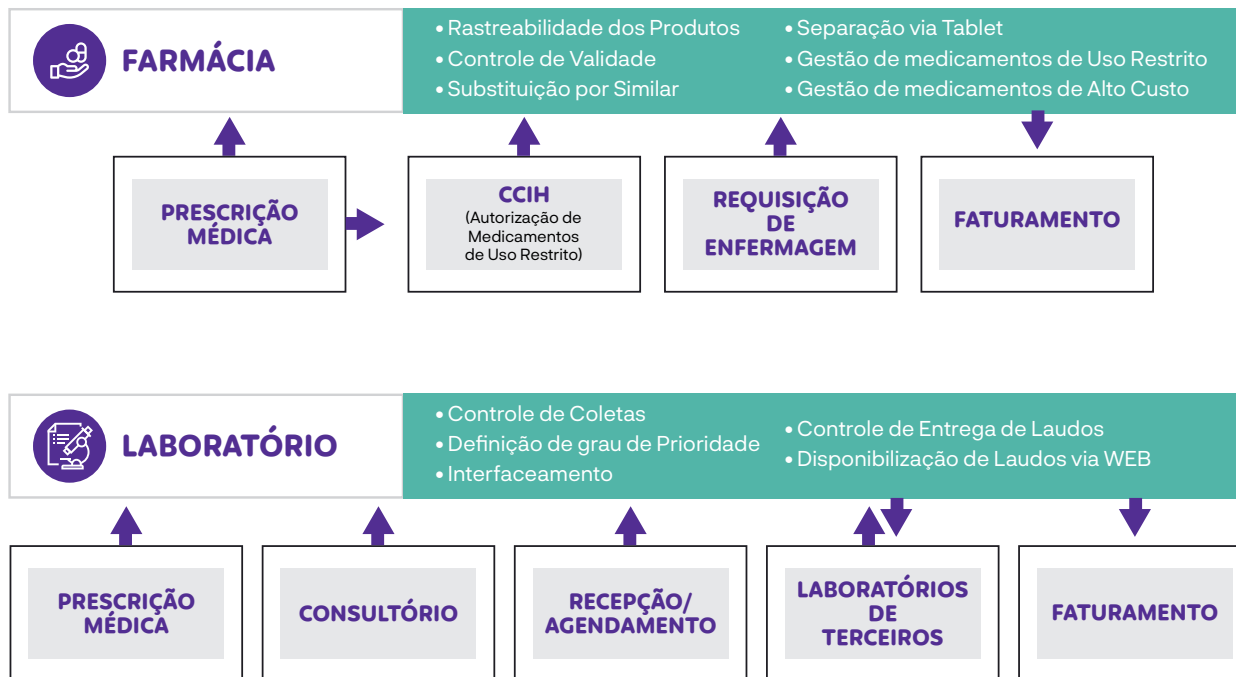 FARMÁCIA
• Rastreabilidade dos Produtos
• Controle de Validade
• Substituição por Similar
• Separação via Tablet
• Gestão de medicamentos de Uso Restrito
• Gestão de medicamentos de Alto Custo
PRESCRIÇÃO
MÉDICA
CCIH
(Autorização de
Medicamentos
de Uso Restrito)
REQUISIÇÃO
DE
ENFERMAGEM
FATURAMENTO
LABORATÓRIO
• Controle de Coletas
• Definição de grau de Prioridade
• Interfaceamento
• Controle de Entrega de Laudos
• Disponibilização de Laudos via WEB
PRESCRIÇÃO
MÉDICA
CONSULTÓRIO
RECEPÇÃO/
AGENDAMENTO
LABORATÓRIOS
DE
TERCEIROS
FATURAMENTO